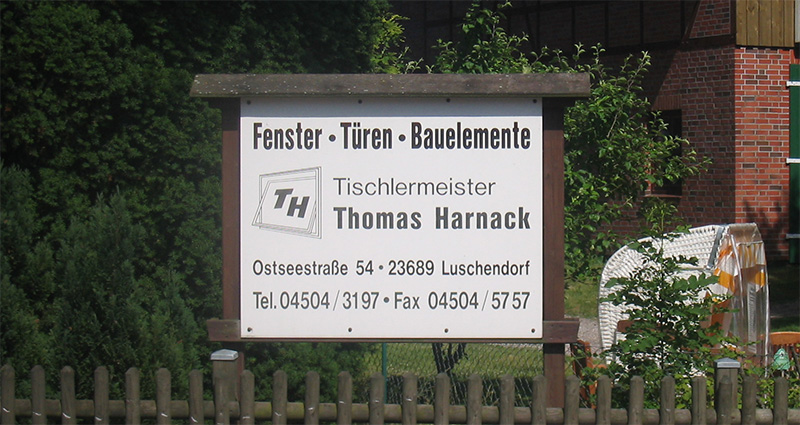 Fenster • Türen • Bauelemente
TH
Tischlermeister
Thomas Harnack
Ostseestraße 54 • 23689 Luschendorf
Tel. 04504/3197 • Fax 04504/5757